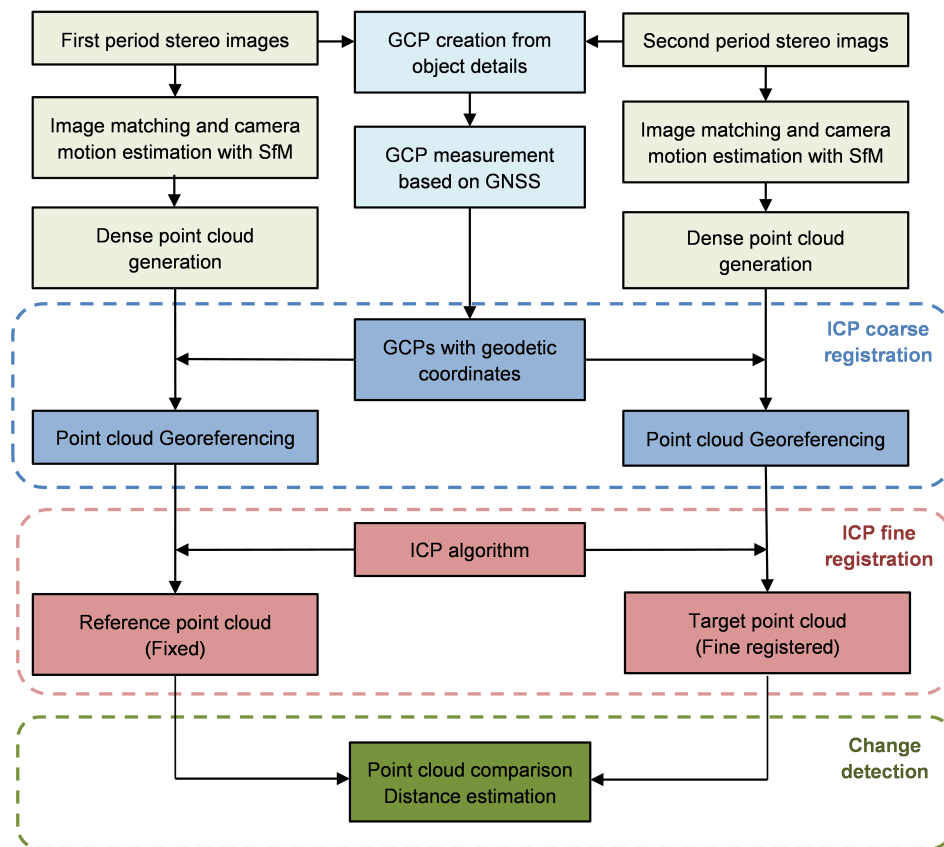 First period stereo images
GCP creation from
object details
Second period stereo imags
Image matching and camera
motion estimation with SfM
GCP measurement
based on GNSS
Image matching and camera
motion estimation with SfM
Dense point cloud
generation
Dense point cloud
generation
ICP coarse
registration
GCPs with geodetic
coordinates
Point cloud Georeferencing
Point cloud Georeferencing
ICP fine
registration
ICP algorithm
Reference point cloud
(Fixed)
Target point cloud
(Fine registered)
Change
detection
Point cloud comparison
Distance estimation